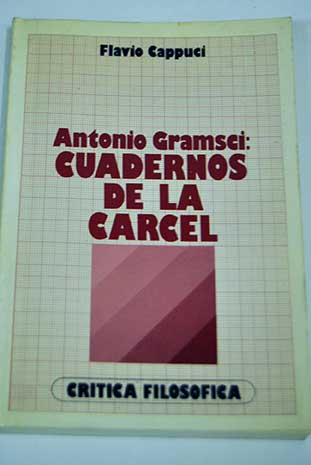 Flavio Cappuci
Antonio Gramsci:
CUADERNOS
DE LA
CARCEL
CRITICA FILOSOFICA